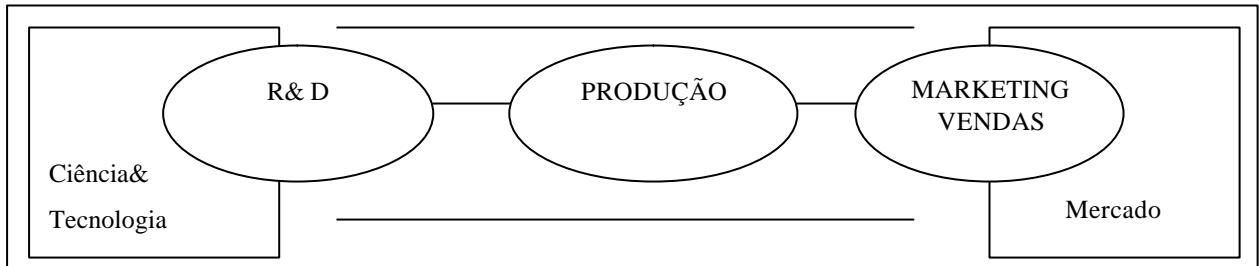 R& D
PRODUÇÃO
MARKETING
VENDAS
Ciência&
Tecnologia
Mercado